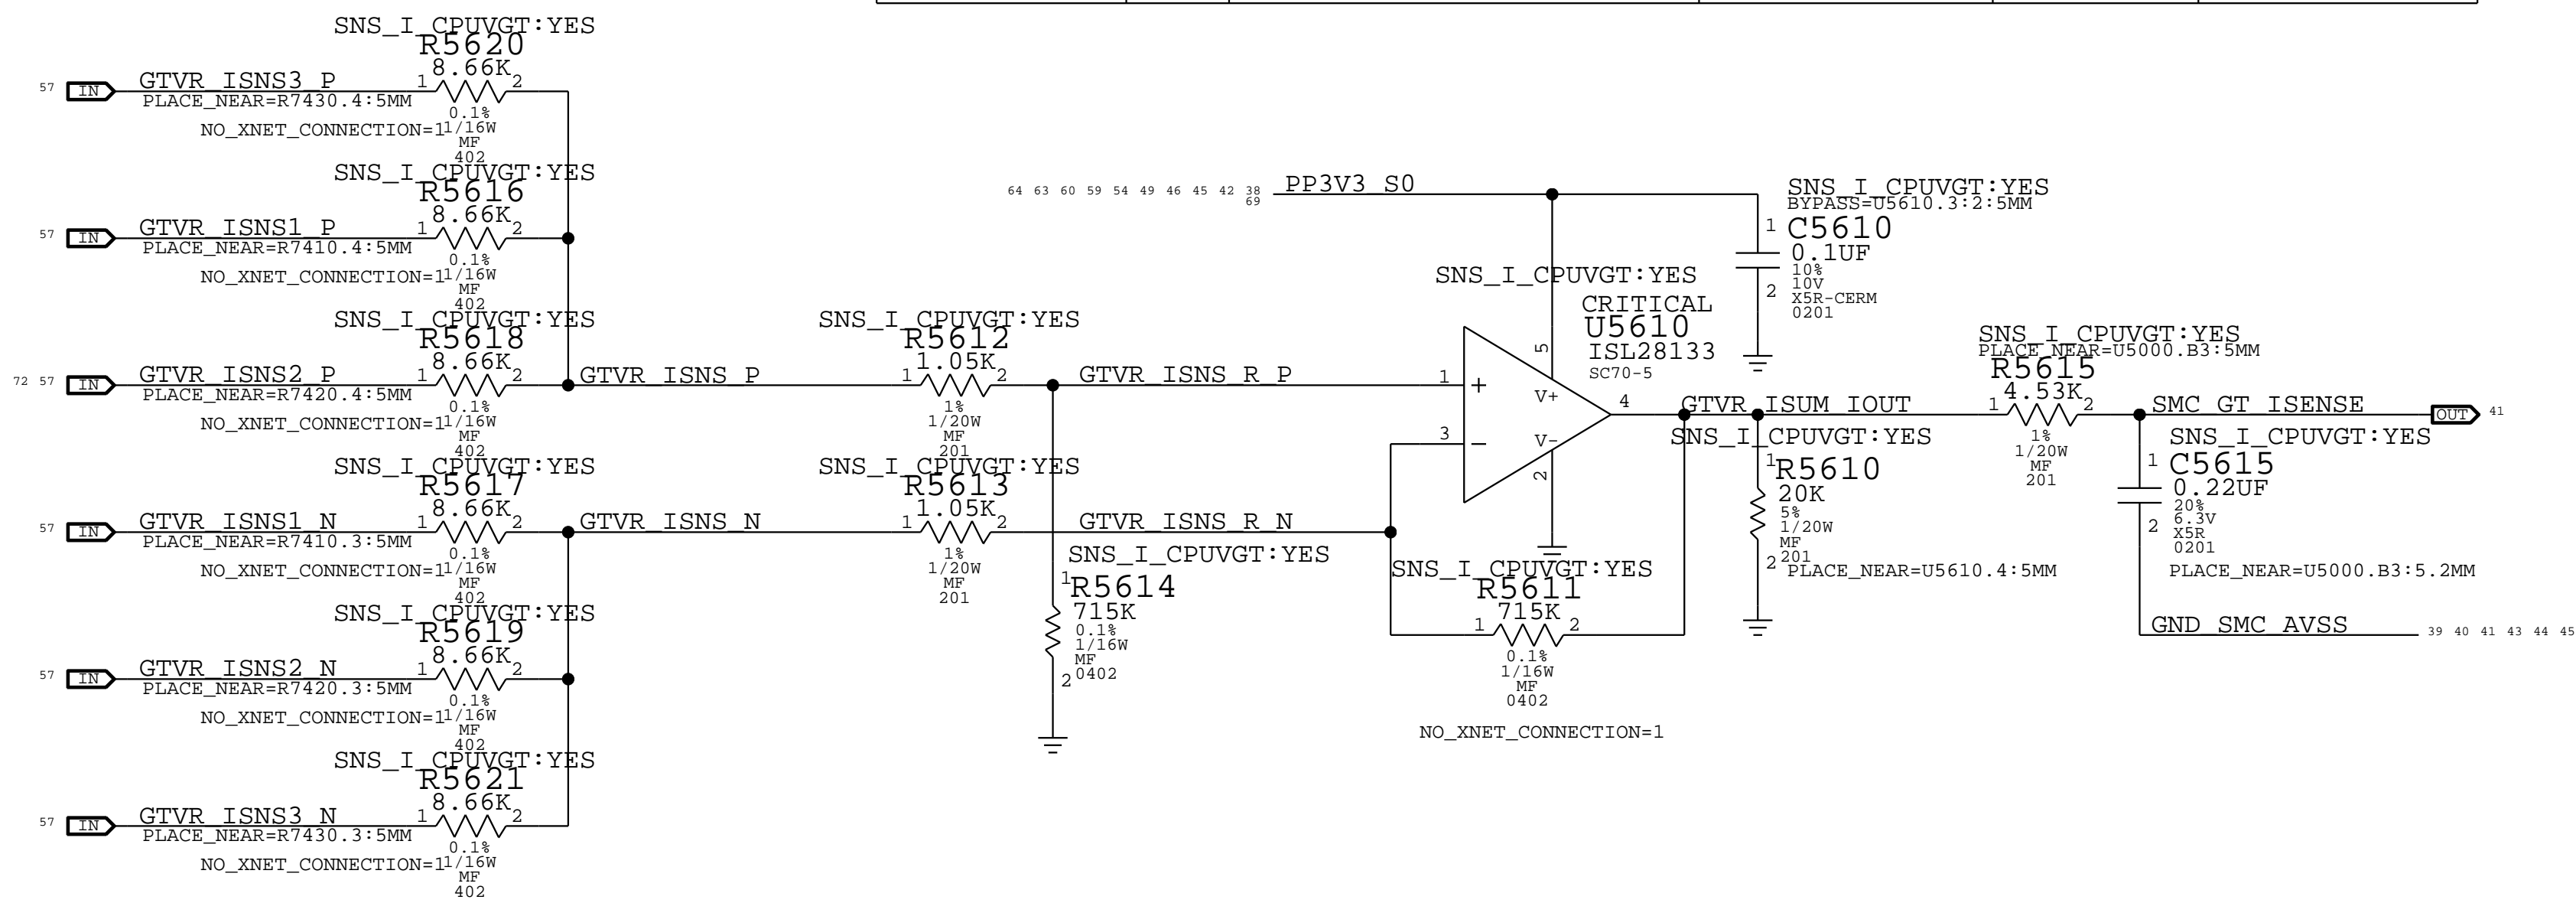 SNS_I_CPUVGT:YES
R5620
8.66K
57 IN GTVR_ISNS3_P 1 2
PLACE_NEAR=R7430.4:5MM
0.1%
NO_XNET_CONNECTION=1 1/16W
MF
402
SNS_I_CPUVGT:YES
R5616
8.66K
57 IN GTVR_ISNS1_P 1 2
PLACE_NEAR=R7410.4:5MM
0.1%
NO_XNET_CONNECTION=1 1/16W
MF
402
SNS_I_CPUVGT:YES
R5618
8.66K
72 57 IN GTVR_ISNS2_P 1 2
PLACE_NEAR=R7420.4:5MM
0.1%
NO_XNET_CONNECTION=1 1/16W
MF
402
SNS_I_CPUVGT:YES
R5617
8.66K
57 IN GTVR_ISNS1_N 1 2
PLACE_NEAR=R7410.3:5MM
0.1%
NO_XNET_CONNECTION=1 1/16W
MF
402
SNS_I_CPUVGT:YES
R5619
8.66K
57 IN GTVR_ISNS2_N 1 2
PLACE_NEAR=R7420.3:5MM
0.1%
NO_XNET_CONNECTION=1 1/16W
MF
402
SNS_I_CPUVGT:YES
R5621
8.66K
57 IN GTVR_ISNS3_N 1 2
PLACE_NEAR=R7430.3:5MM
0.1%
NO_XNET_CONNECTION=1 1/16W
MF
402
GTVR_ISNS_P
SNS_I_CPUVGT:YES
R5612
1.05K
1 2
1%
1/20W
MF
201
GTVR_ISNS_R_P
GTVR_ISNS_N
SNS_I_CPUVGT:YES
R5613
1.05K
1 2
1%
1/20W
MF
201
GTVR_ISNS_R_N
SNS_I_CPUVGT:YES
1
R5614
715K
0.1%
1/16W
MF
0402
2
64 63 60 59 54 49 46 45 42 38
69
PP3V3_S0
SNS_I_CPUVGT:YES
BYPASS=U5610.3:2:5MM
1
C5610
0.1UF
10%
10V
X5R-CERM
0201
2
SNS_I_CPUVGT:YES
CRITICAL
U5610
ISL28133
SC70-5
5
1 +
V+
4
3 −
V-
2
SNS_I_CPUVGT:YES
R5611
715K
1 2
0.1%
1/16W
MF
0402
NO_XNET_CONNECTION=1
GTVR_ISUM_IOUT
SNS_I_CPUVGT:YES
1
R5610
20K
5%
1/20W
MF
201
2
PLACE_NEAR=U5610.4:5MM
SNS_I_CPUVGT:YES
PLACE_NEAR=U5000.B3:5MM
R5615
4.53K
1 2
1%
1/20W
MF
201
SMC_GT_ISENSE OUT 41
SNS_I_CPUVGT:YES
1
C5615
0.22UF
20%
6.3V
X5R
0201
2
PLACE_NEAR=U5000.B3:5.2MM
GND_SMC_AVSS 39 40 41 43 44 45